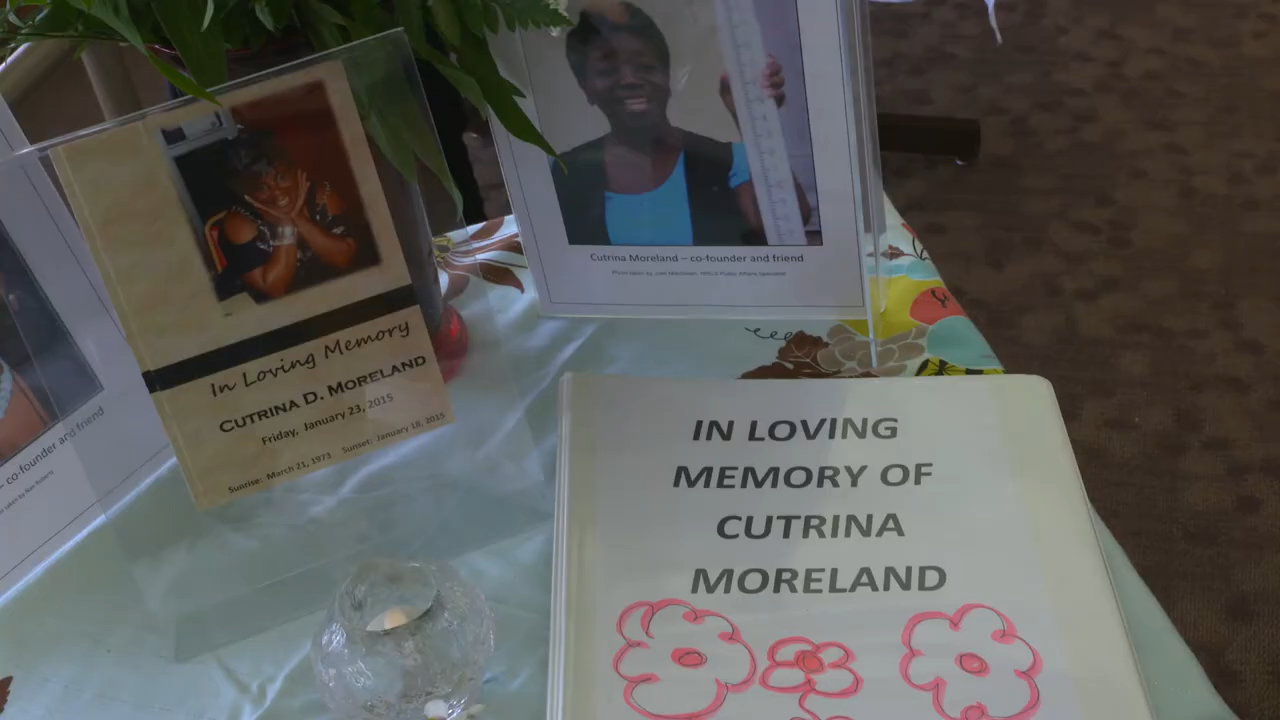 Cutrina Moreland – co-founder and friend
In Loving Memory
CUTRINA D. MORELAND
Friday, January 23, 2015
Sunrise: March 21, 1973 Sunset: January 18, 2015
– co-founder and friend
IN LOVING
MEMORY OF
CUTRINA
MORELAND